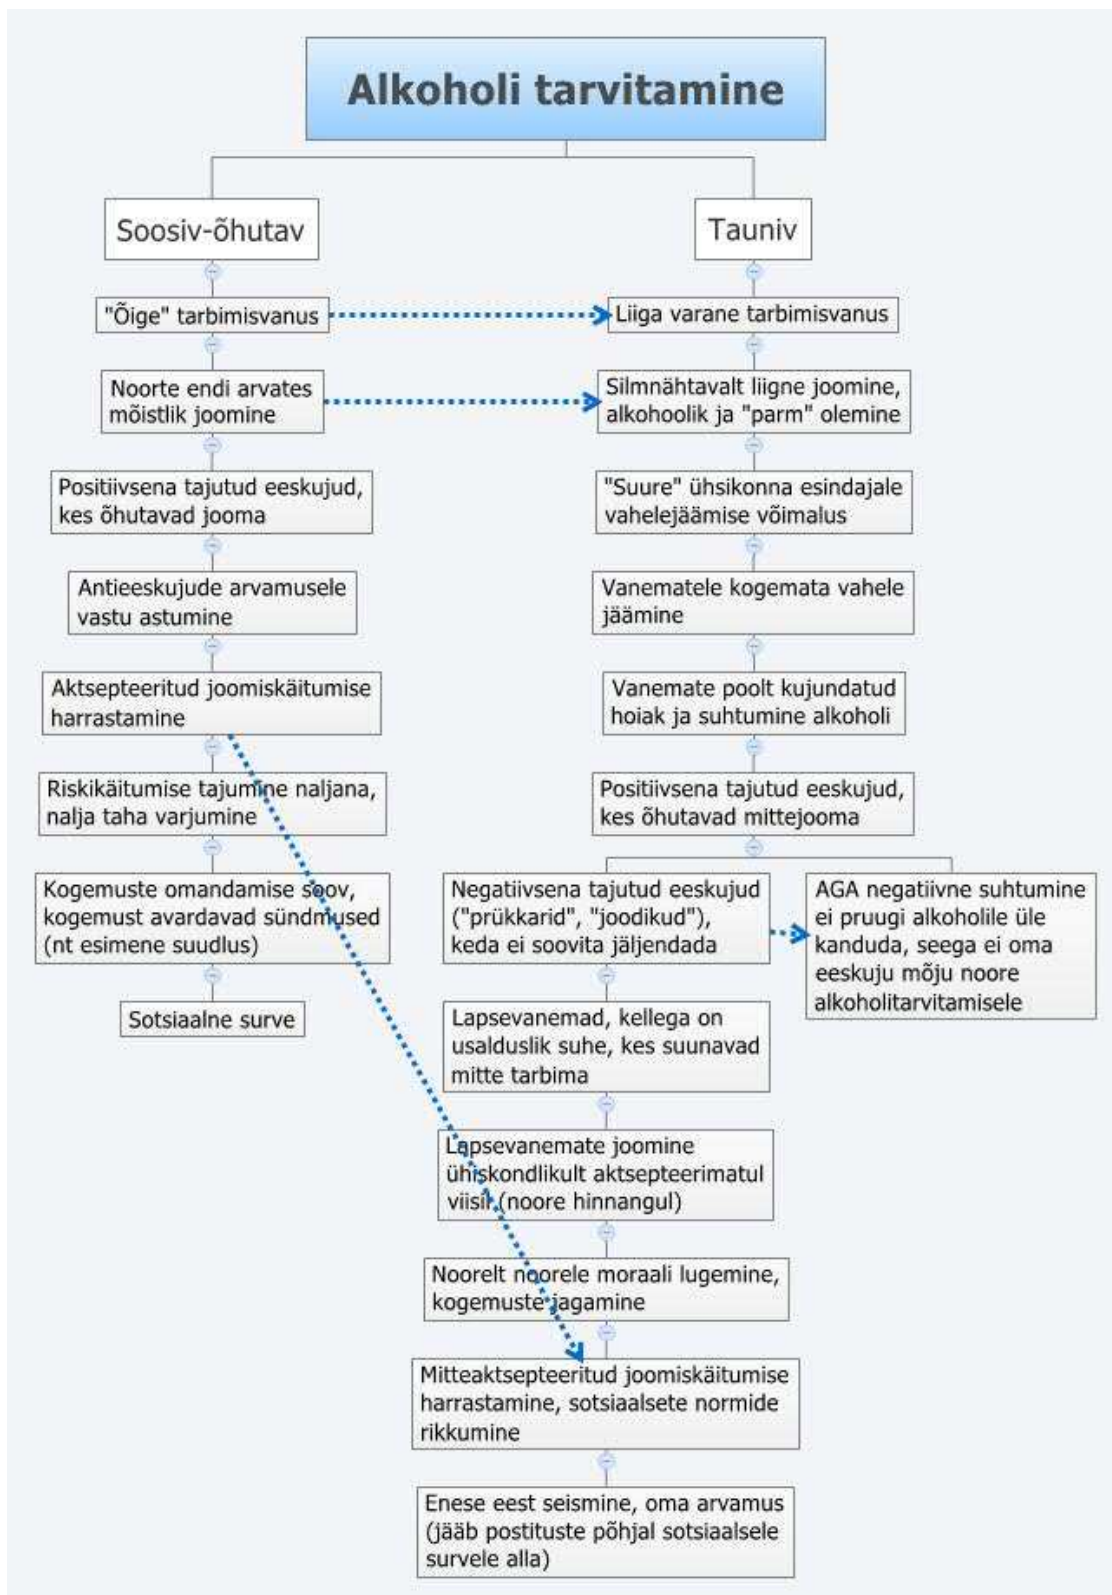 Alkoholi tarvitamine
Soosiv-õhutav
"Õige" tarbimisvanus
Noorte endi arvates
mõistlik joomine
Positiivsena tajutud eeskujud,
kes õhutavad jooma
Antieeskujude arvamusele
vastu astumine
Aktsepteeritud joomiskäitumise
harrastamine
Riskikäitumise tajumine naljana,
nalja taha varjumine
Kogemuste omandamise soov,
kogemust avardavad sündmused
(nt esimene suudlus)
Sotsiaalne surve
Tauniv
Liiga varane tarbimisvanus
Silmnähtavalt liigne joomine,
alkohoolik ja "parm" olemine
"Suure" ühsikonna esindajale
vahelejäämise võimalus
Vanematele kogemata vahele
jäämine
Vanemate poolt kujundatud
hoiak ja suhtumine alkoholi
Positiivsena tajutud eeskujud,
kes õhutavad mittejooma
Negatiivsena tajutud eeskujud
("prükkarid", "joodikud"),
keda ei soovita jäljendada
AGA negatiivne suhtumine
ei pruugi alkoholile üle
kanduda, seega ei oma
eeskuju mõju noore
alkoholitarvitamisele
Lapsevanemad, kellega on
usalduslik suhe, kes suunavad
mitte tarbima
Lapsevanemate joomine
ühiskondlikult aktsepteerimatul
viisil (noore hinnangul)
Noorelt noorele moraali lugemine,
kogemuste jagamine
Mitteaktsepteeritud joomiskäitumise
harrastamine, sotsiaalsete normide
rikkumine
Enese eest seismine, oma arvamus
(jääb postituste põhjal sotsiaalsele
survele alla)